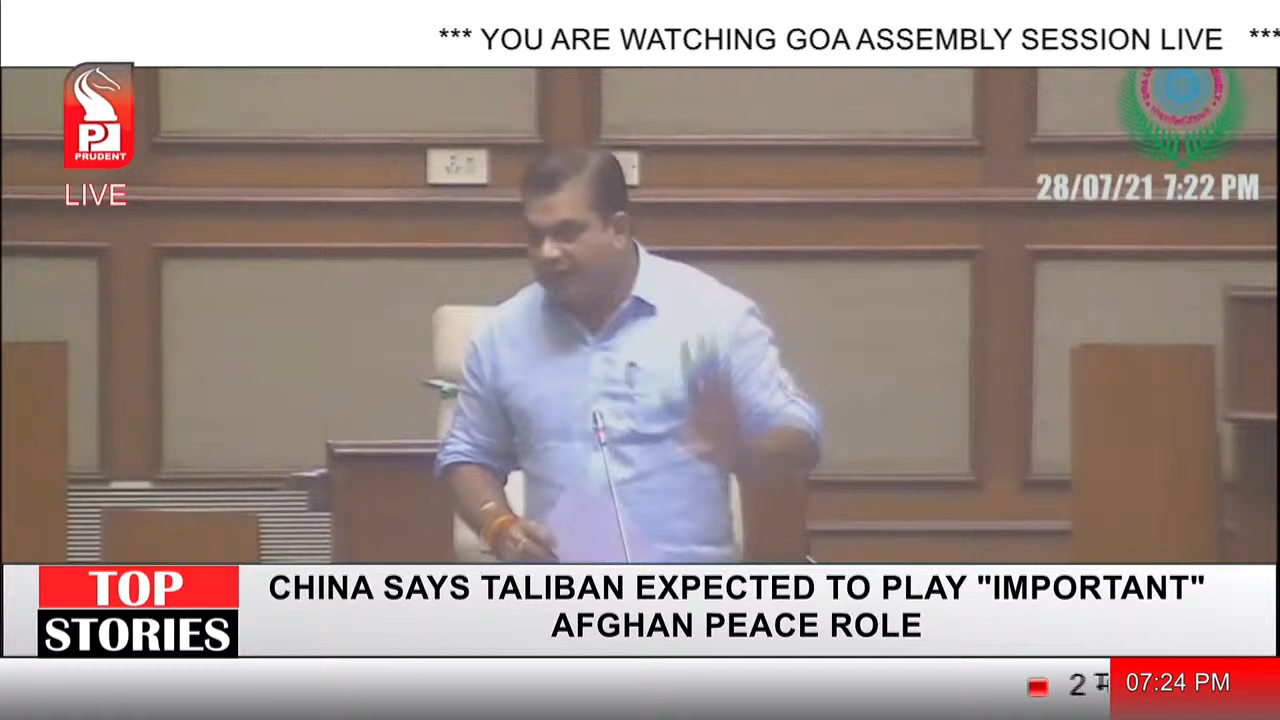 *** YOU ARE WATCHING GOA ASSEMBLY SESSION LIVE ***
PRUDENT
LIVE
28/07/21 7:22 PM
TOP
STORIES
CHINA SAYS TALIBAN EXPECTED TO PLAY "IMPORTANT"
AFGHAN PEACE ROLE
2
07:24 PM